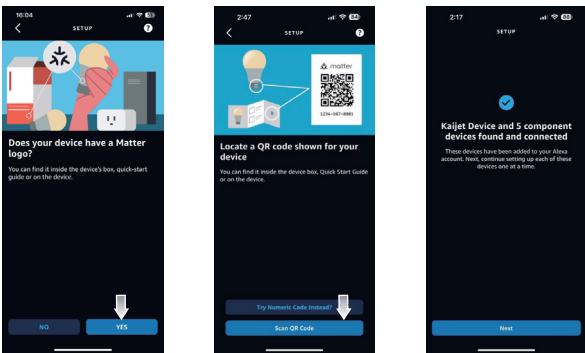 16:04
SETUP
?
Does your device have a Matter
logo?
You can find it inside the device's box, quick-start
guide or on the device.
NO
YES
2:47
SETUP
?
matter
1234-567-8901
Locate a QR code shown for your
device
You can find it inside the device box, Quick Start Guide
or on the device.
Try Numeric Code Instead?
Scan QR Code
2:17
SETUP
Kaijet Device and 5 component
devices found and connected
These devices have been added to your Alexa
account. Next, continue setting up each of these
devices one at a time.
Next